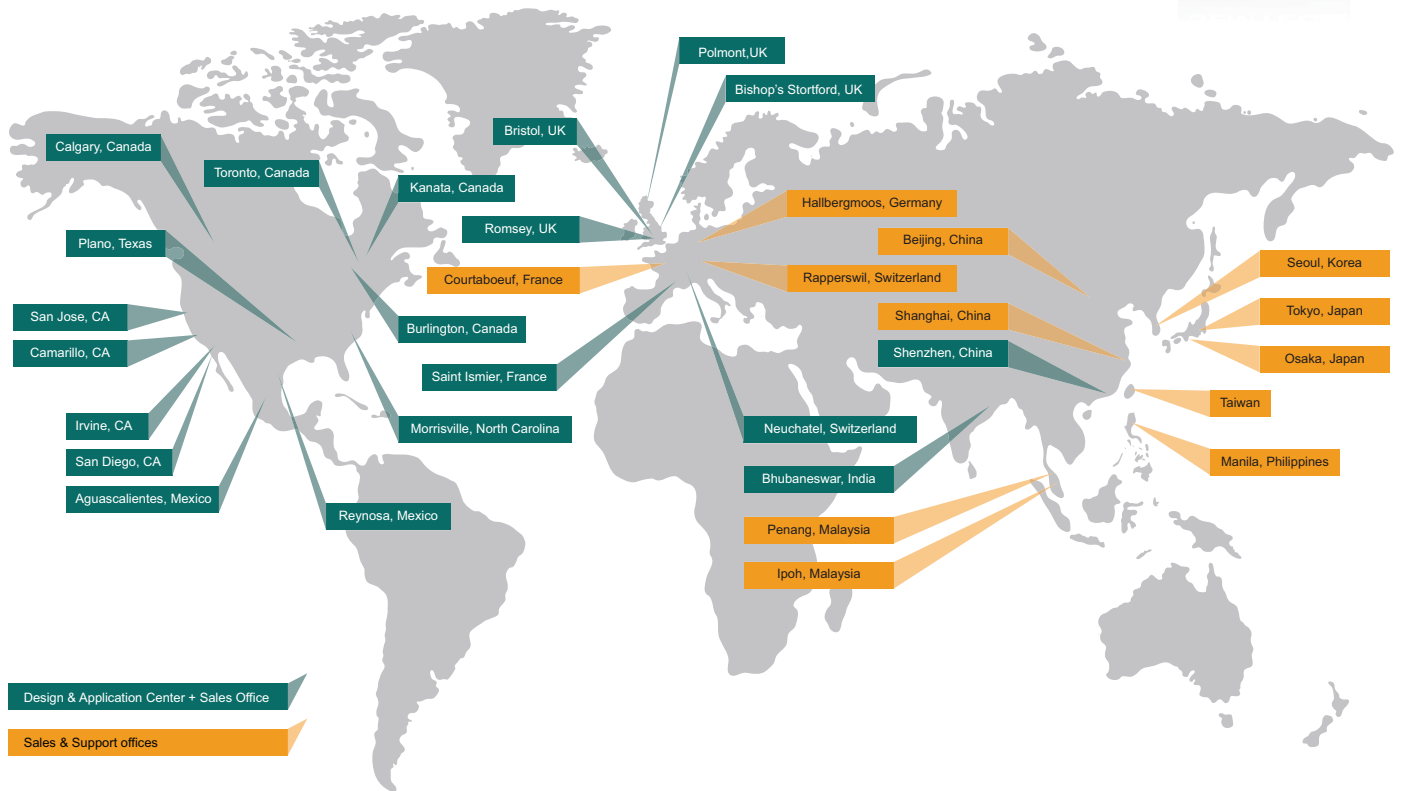 Polmont,UK
Bishop's Stortford, UK
Bristol, UK
Calgary, Canada
Toronto, Canada
Kanata, Canada
Hallbergmoos, Germany
Romsey, UK
Plano, Texas
Beijing, China
Seoul, Korea
Courtaboeuf, France
Rapperswil, Switzerland
San Jose, CA
Shanghai, China
Tokyo, Japan
Burlington, Canada
Camarillo, CA
Shenzhen, China
Osaka, Japan
Saint Ismier, France
Taiwan
Irvine, CA
Morrisville, North Carolina
Neuchatel, Switzerland
San Diego, CA
Manila, Philippines
Bhubaneswar, India
Aguascalientes, Mexico
Reynosa, Mexico
Penang, Malaysia
Ipoh, Malaysia
Design & Application Center + Sales Office
Sales & Support offices